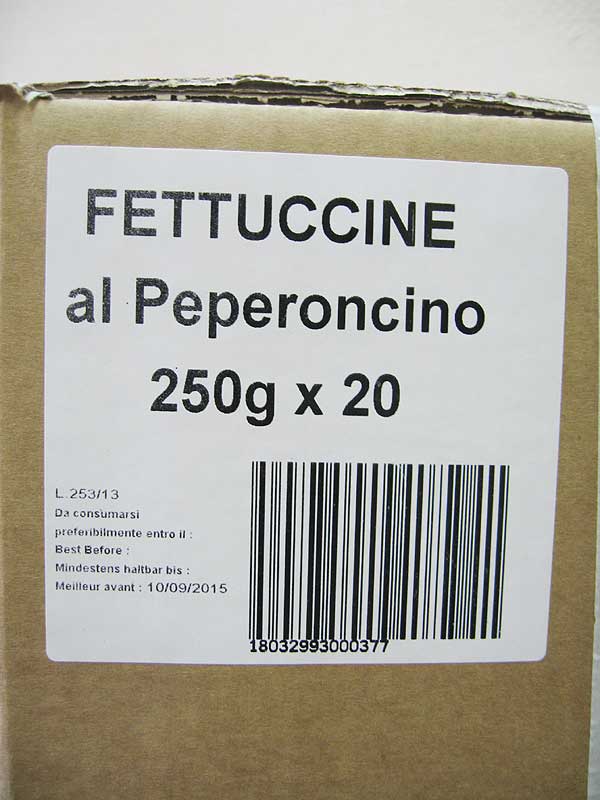 FETTUCCINE
al Peperoncino
250g x 20
L.253/13
Da consumarsi
preferibilmente entro il :
Best Before :
Mindestens haltbar bis :
Meilleur avant : 10/09/2015
18032993000377